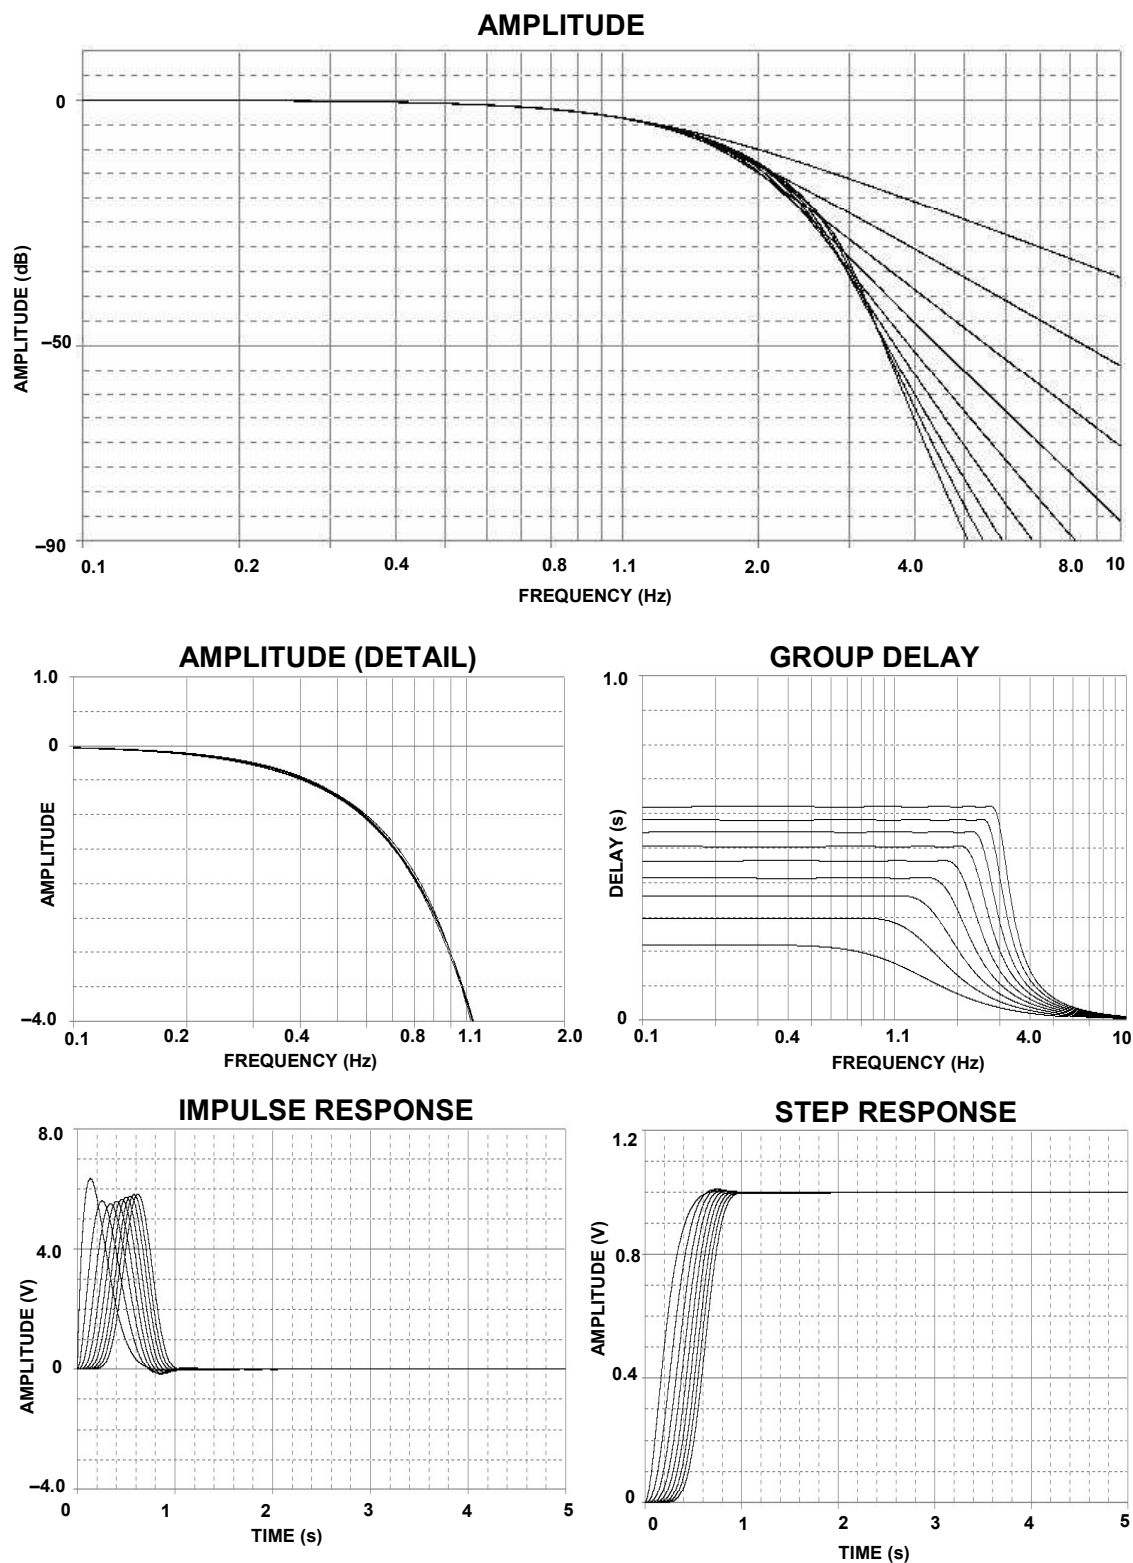 AMPLITUDE
0
–50
–90
AMPLITUDE (dB)
0.1 0.2 0.4 0.8 1.1 2.0 4.0 8.0 10
FREQUENCY (Hz)
AMPLITUDE (DETAIL)
1.0
0
–4.0
AMPLITUDE
0.1 0.2 0.4 0.8 1.1 2.0
FREQUENCY (Hz)
GROUP DELAY
1.0
0
DELAY (s)
0.1 0.4 1.1 4.0 10
FREQUENCY (Hz)
IMPULSE RESPONSE
8.0
4.0
0
–4.0
AMPLITUDE (V)
0 1 2 3 4 5
TIME (s)
STEP RESPONSE
1.2
0.8
0.4
0
AMPLITUDE (V)
0 1 2 3 4 5
TIME (s)